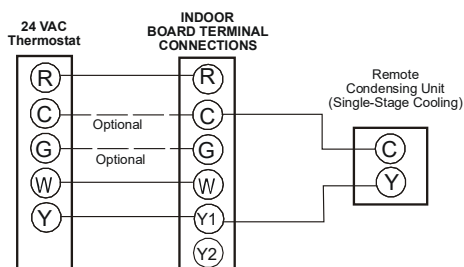 24 VAC
Thermostat
R
C
G
W
Y
Optional
Optional
INDOOR
BOARD TERMINAL
CONNECTIONS
R
C
G
W
Y1
Y2
Remote
Condensing Unit
(Single-Stage Cooling)
C
Y